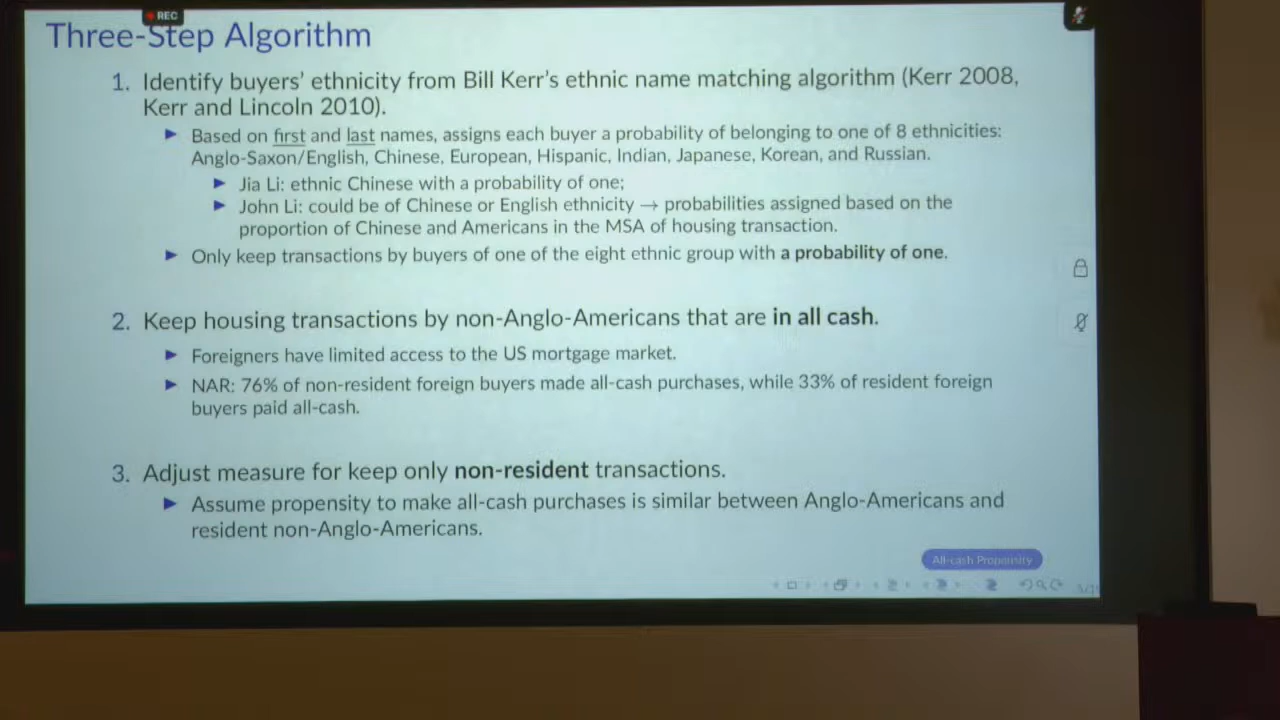 REC
Three-Step Algorithm
1. Identify buyers' ethnicity from Bill Kerr's ethnic name matching algorithm (Kerr 2008,
Kerr and Lincoln 2010).
Based on first and last names, assigns each buyer a probability of belonging to one of 8 ethnicities:
Anglo-Saxon/English, Chinese, European, Hispanic, Indian, Japanese, Korean, and Russian.
Jia Li: ethnic Chinese with a probability of one;
John Li: could be of Chinese or English ethnicity → probabilities assigned based on the
proportion of Chinese and Americans in the MSA of housing transaction.
Only keep transactions by buyers of one of the eight ethnic group with a probability of one.
2. Keep housing transactions by non-Anglo-Americans that are in all cash.
Foreigners have limited access to the US mortgage market.
NAR: 76% of non-resident foreign buyers made all-cash purchases, while 33% of resident foreign
buyers paid all-cash.
3. Adjust measure for keep only non-resident transactions.
Assume propensity to make all-cash purchases is similar between Anglo-Americans and
resident non-Anglo-Americans.
All-cash Propensity